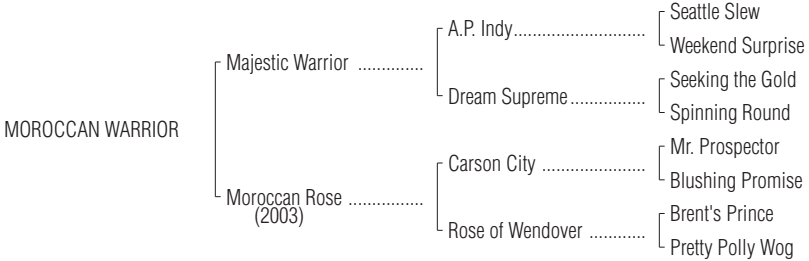 Seattle Slew
A.P. Indy..........................
Weekend Surprise
Majestic Warrior ..............
Seeking the Gold
Dream Supreme...............
Spinning Round
MOROCCAN WARRIOR
Mr. Prospector
Carson City .....................
Blushing Promise
Moroccan Rose ................
(2003)
Brent's Prince
Rose of Wendover ............
Pretty Polly Wog